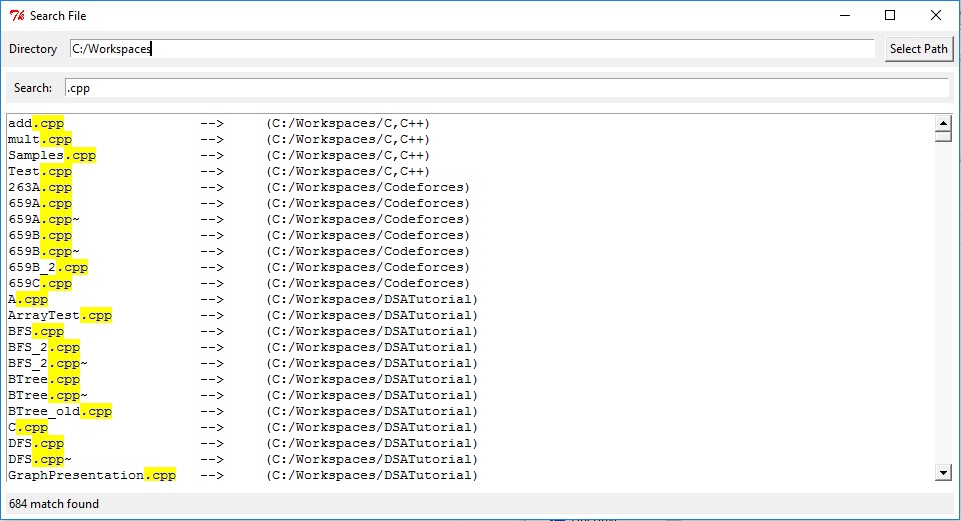 Search File
Directory C:/Workspaces Select Path
Search: .cpp
add.cpp --> (C:/Workspaces/C,C++)
mult.cpp --> (C:/Workspaces/C,C++)
Samples.cpp --> (C:/Workspaces/C,C++)
Test.cpp --> (C:/Workspaces/C,C++)
263A.cpp --> (C:/Workspaces/Codeforces)
659A.cpp --> (C:/Workspaces/Codeforces)
659A.cpp~ --> (C:/Workspaces/Codeforces)
659B.cpp --> (C:/Workspaces/Codeforces)
659B.cpp~ --> (C:/Workspaces/Codeforces)
659B_2.cpp --> (C:/Workspaces/Codeforces)
659C.cpp --> (C:/Workspaces/Codeforces)
A.cpp --> (C:/Workspaces/DSATutorial)
ArrayTest.cpp --> (C:/Workspaces/DSATutorial)
BFS.cpp --> (C:/Workspaces/DSATutorial)
BFS_2.cpp --> (C:/Workspaces/DSATutorial)
BFS_2.cpp~ --> (C:/Workspaces/DSATutorial)
BTree.cpp --> (C:/Workspaces/DSATutorial)
BTree.cpp~ --> (C:/Workspaces/DSATutorial)
BTree_old.cpp --> (C:/Workspaces/DSATutorial)
C.cpp --> (C:/Workspaces/DSATutorial)
DFS.cpp --> (C:/Workspaces/DSATutorial)
DFS.cpp~ --> (C:/Workspaces/DSATutorial)
GraphPresentation.cpp --> (C:/Workspaces/DSATutorial)
684 match found